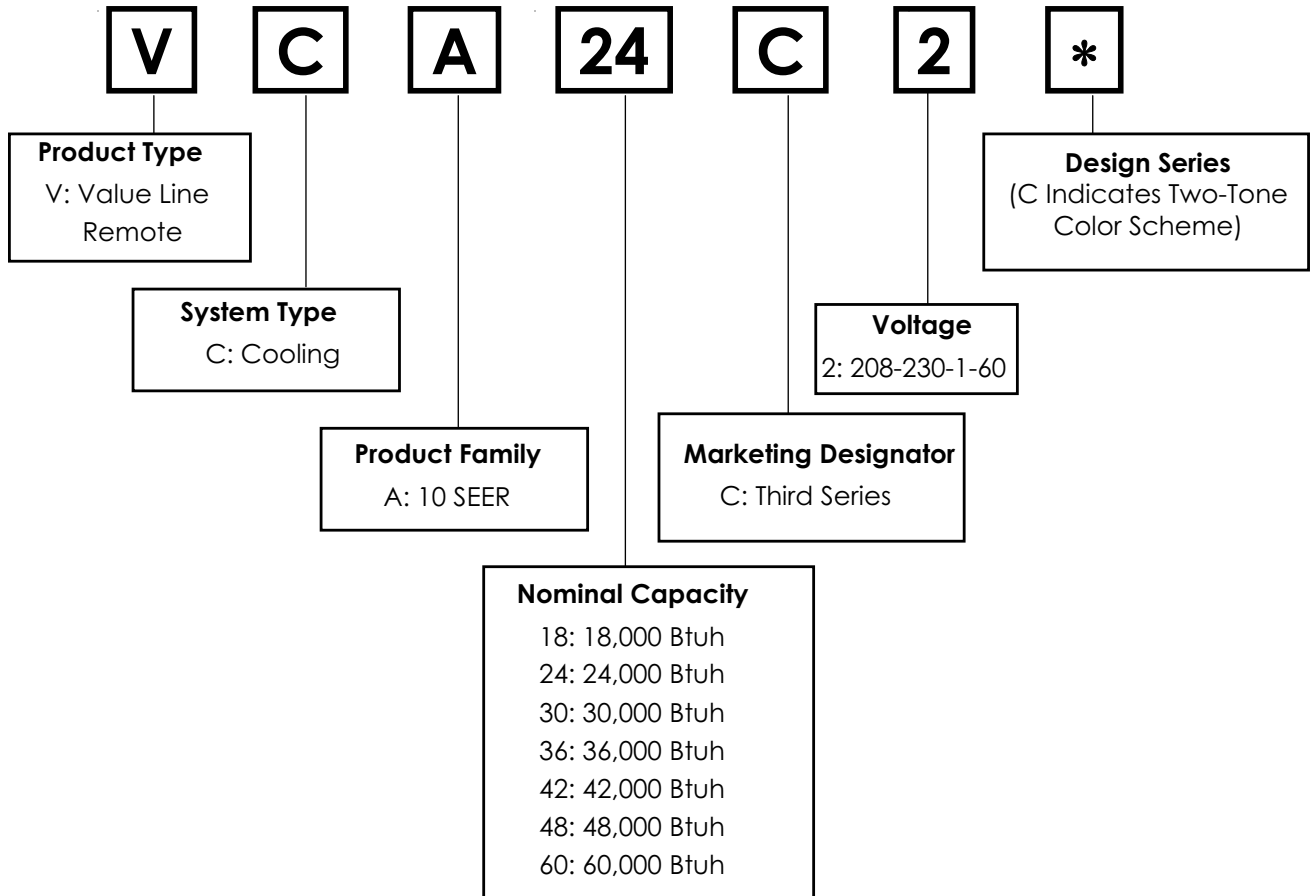 V C A 24 C 2 *
Product Type
V: Value Line
Remote
System Type
C: Cooling
Product Family
A: 10 SEER
Nominal Capacity
18: 18,000 Btuh
24: 24,000 Btuh
30: 30,000 Btuh
36: 36,000 Btuh
42: 42,000 Btuh
48: 48,000 Btuh
60: 60,000 Btuh
Marketing Designator
C: Third Series
Voltage
2: 208-230-1-60
Design Series
(C Indicates Two-Tone
Color Scheme)